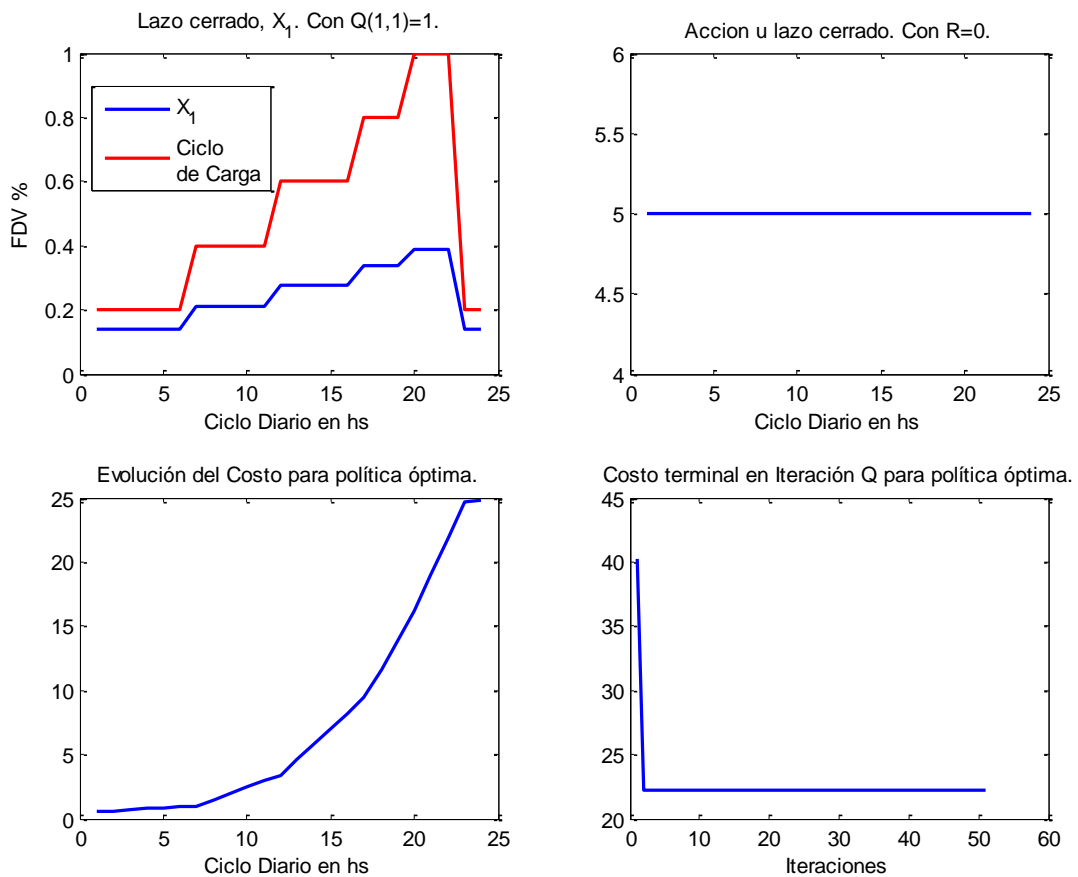 Lazo cerrado, X1. Con Q(1,1)=1.
1
0.8
0.6
0.4
0.2
0
FDV %
X1
Ciclo
de Carga
0 5 10 15 20 25
Ciclo Diario en hs
Accion u lazo cerrado. Con R=0.
6
5.5
5
4.5
4
0 5 10 15 20 25
Ciclo Diario en hs
Evolución del Costo para política óptima.
25
20
15
10
5
0
0 5 10 15 20 25
Ciclo Diario en hs
Costo terminal en Iteración Q para política óptima.
45
40
35
30
25
20
0 10 20 30 40 50 60
Iteraciones